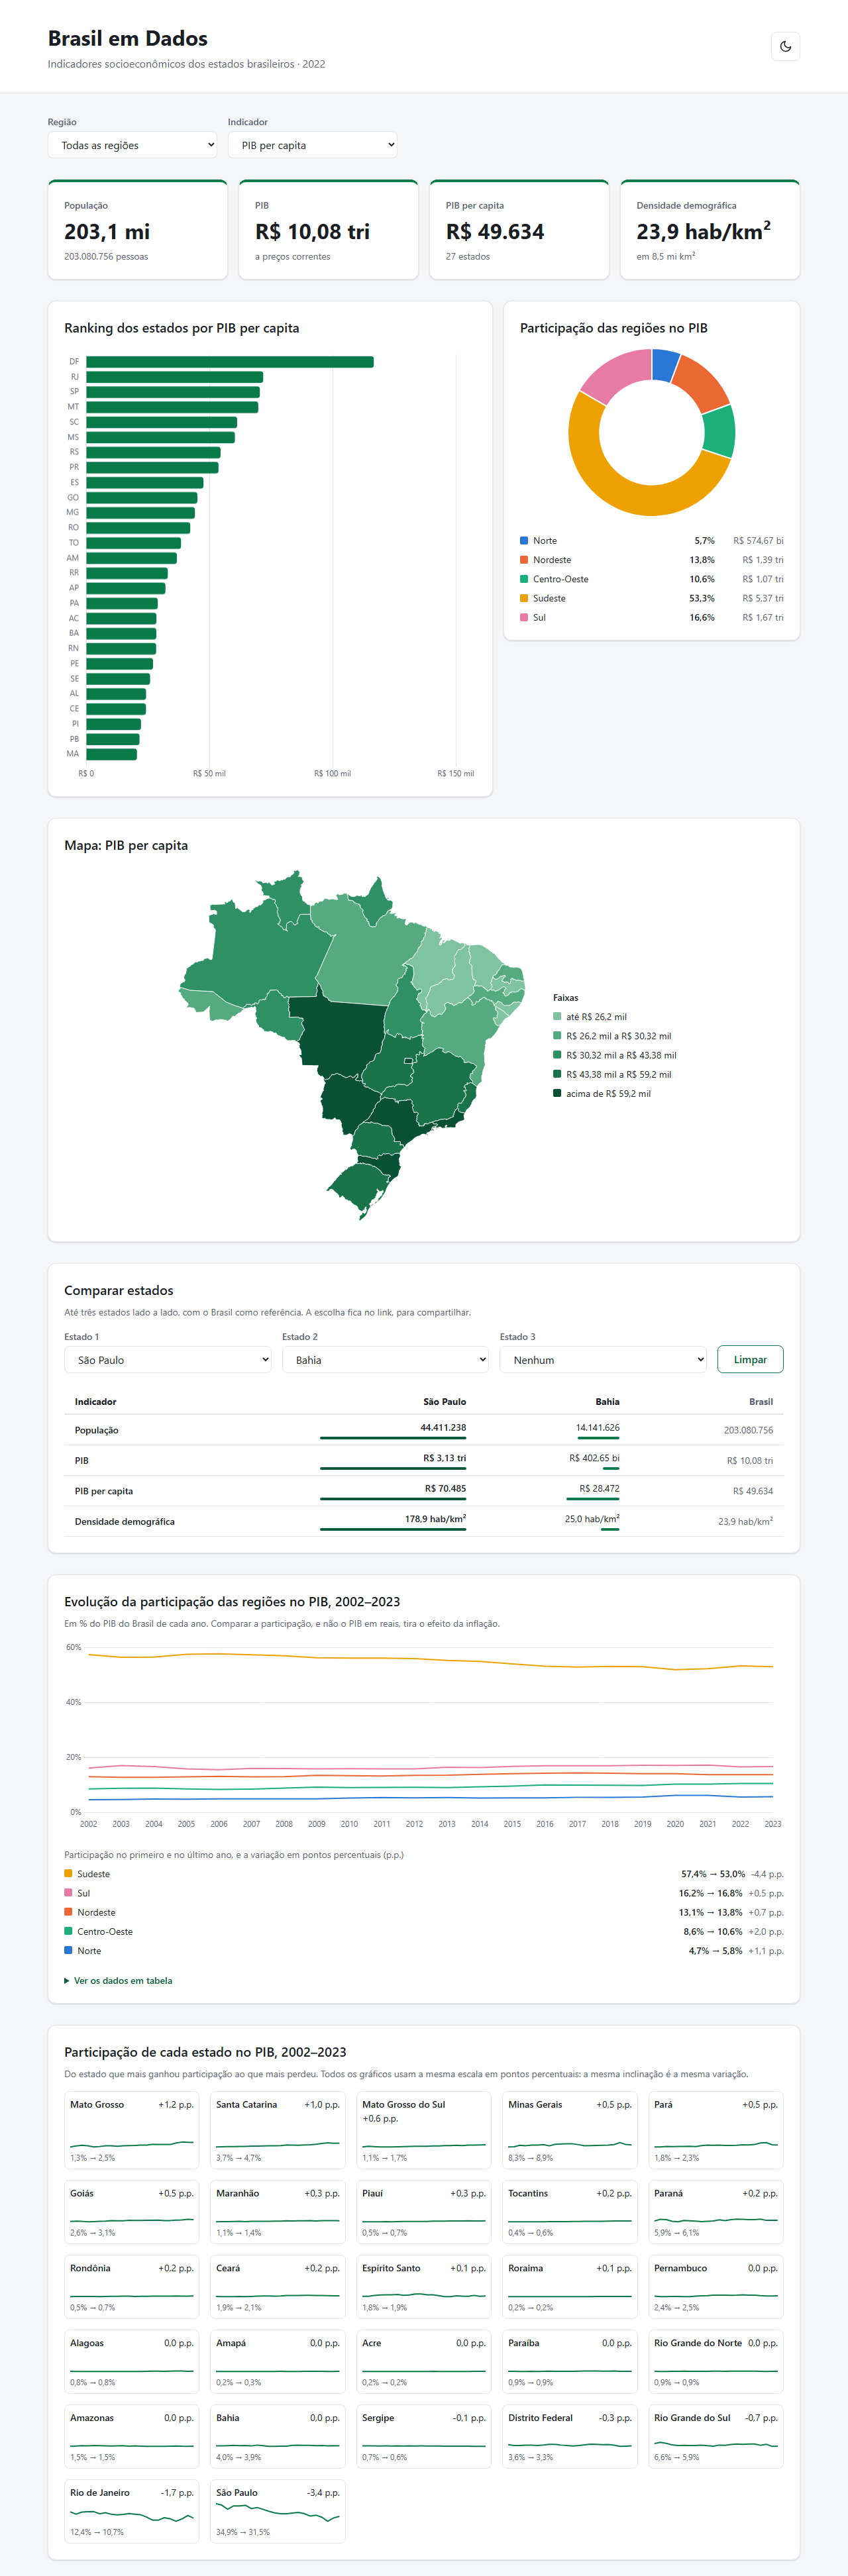 Brasil em Dados
Indicadores socioeconômicos dos estados brasileiros · 2022
Região
Indicador
Todas as regiões
PIB per capita
População
203,1 mi
203.080.756 pessoas
PIB
R$ 10,08 tri
a preços correntes
PIB per capita
R$ 49.634
27 estados
Densidade demográfica
23,9 hab/km²
em 8,5 mi km²
Ranking dos estados por PIB per capita
DF
RJ
SP
MT
SC
MS
RS
PR
ES
GO
MG
RO
TO
AM
RR
AP
PA
AC
BA
RN
PE
SE
AL
CE
PI
PB
MA
R$ 0 R$ 50 mil R$ 100 mil R$ 150 mil
Participação das regiões no PIB
Norte 5,7% R$ 574,67 bi
Nordeste 13,8% R$ 1,39 tri
Centro-Oeste 10,6% R$ 1,07 tri
Sudeste 53,3% R$ 5,37 tri
Sul 16,6% R$ 1,67 tri
Mapa: PIB per capita
Faixas
até R$ 26,2 mil
R$ 26,2 mil a R$ 30,32 mil
R$ 30,32 mil a R$ 43,38 mil
R$ 43,38 mil a R$ 59,2 mil
acima de R$ 59,2 mil
Comparar estados
Até três estados lado a lado, com o Brasil como referência. A escolha fica no link, para compartilhar.
Estado 1 Estado 2 Estado 3
São Paulo Bahia Nenhum Limpar
Indicador São Paulo Bahia Brasil
População 44.411.238 14.141.626 203.080.756
PIB R$ 3,13 tri R$ 402,65 bi R$ 10,08 tri
PIB per capita R$ 70.485 R$ 28.472 R$ 49.634
Densidade demográfica 178,9 hab/km² 25,0 hab/km² 23,9 hab/km²
Evolução da participação das regiões no PIB, 2002–2023
Em % do PIB do Brasil de cada ano. Comparar a participação, e não o PIB em reais, tira o efeito da inflação.
60%
40%
20%
0%
2002 2003 2004 2005 2006 2007 2008 2009 2010 2011 2012 2013 2014 2015 2016 2017 2018 2019 2020 2021 2022 2023
Participação no primeiro e no último ano, e a variação em pontos percentuais (p.p.)
Sudeste 57,4% → 53,0% -4,4 p.p.
Sul 16,2% → 16,8% +0,5 p.p.
Nordeste 13,1% → 13,8% +0,7 p.p.
Centro-Oeste 8,6% → 10,6% +2,0 p.p.
Norte 4,7% → 5,8% +1,1 p.p.
Ver os dados em tabela
Participação de cada estado no PIB, 2002–2023
Do estado que mais ganhou participação ao que mais perdeu. Todos os gráficos usam a mesma escala em pontos percentuais: a mesma inclinação é a mesma variação.
Mato Grosso +1,2 p.p.
1,3% → 2,5%
Santa Catarina +1,0 p.p.
3,7% → 4,7%
Mato Grosso do Sul
+0,6 p.p.
1,1% → 1,7%
Minas Gerais +0,5 p.p.
8,3% → 8,9%
Pará +0,5 p.p.
1,8% → 2,3%
Goiás +0,5 p.p.
2,6% → 3,1%
Maranhão +0,3 p.p.
1,1% → 1,4%
Piauí +0,3 p.p.
0,5% → 0,7%
Tocantins +0,2 p.p.
0,4% → 0,6%
Paraná +0,2 p.p.
5,9% → 6,1%
Rondônia +0,2 p.p.
0,5% → 0,7%
Ceará +0,2 p.p.
1,9% → 2,1%
Espírito Santo +0,1 p.p.
1,8% → 1,9%
Roraima +0,1 p.p.
0,2% → 0,2%
Pernambuco 0,0 p.p.
2,4% → 2,5%
Alagoas 0,0 p.p.
0,8% → 0,8%
Amapá 0,0 p.p.
0,2% → 0,3%
Acre 0,0 p.p.
0,2% → 0,2%
Paraíba 0,0 p.p.
0,9% → 0,9%
Rio Grande do Norte 0,0 p.p.
0,9% → 0,9%
Amazonas 0,0 p.p.
1,5% → 1,5%
Bahia 0,0 p.p.
4,0% → 3,9%
Sergipe -0,1 p.p.
0,7% → 0,6%
Distrito Federal -0,3 p.p.
3,6% → 3,3%
Rio Grande do Sul -0,7 p.p.
6,6% → 5,9%
Rio de Janeiro -1,7 p.p.
12,4% → 10,7%
São Paulo -3,4 p.p.
34,9% → 31,5%